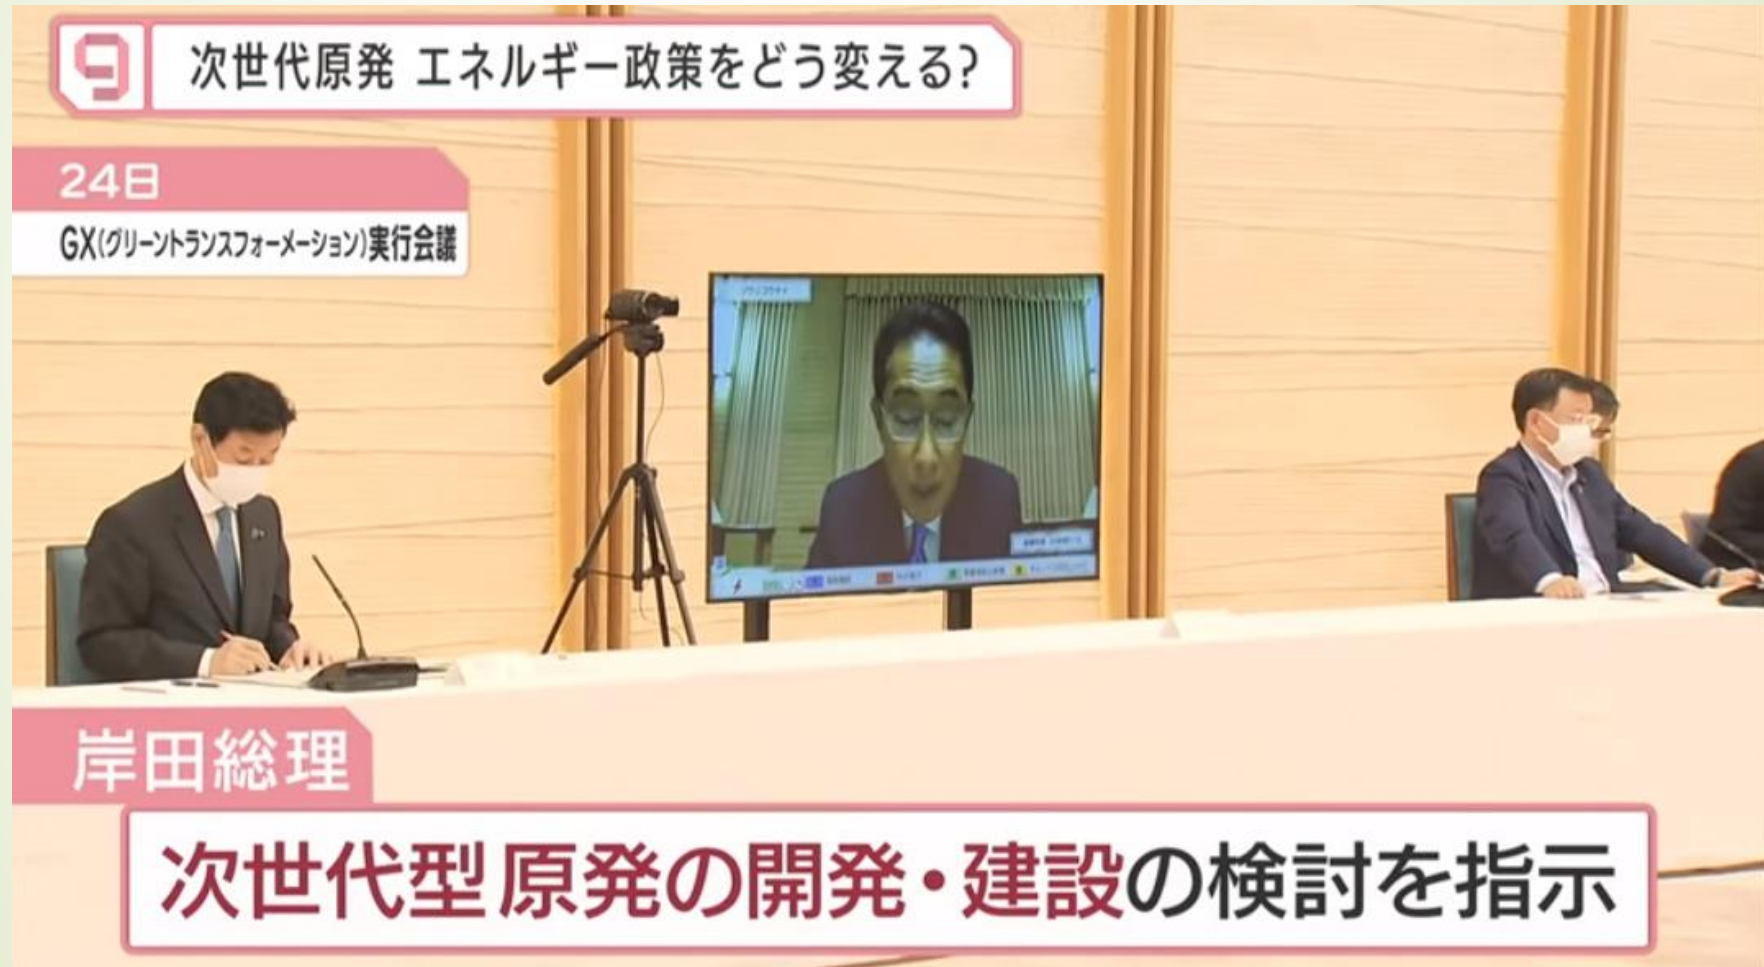 9
次世代原発 エネルギー政策をどう変える?
24日
GX(グリーントランスフォーメーション)実行会議
岸田総理
次世代型原発の開発・建設の検討を指示